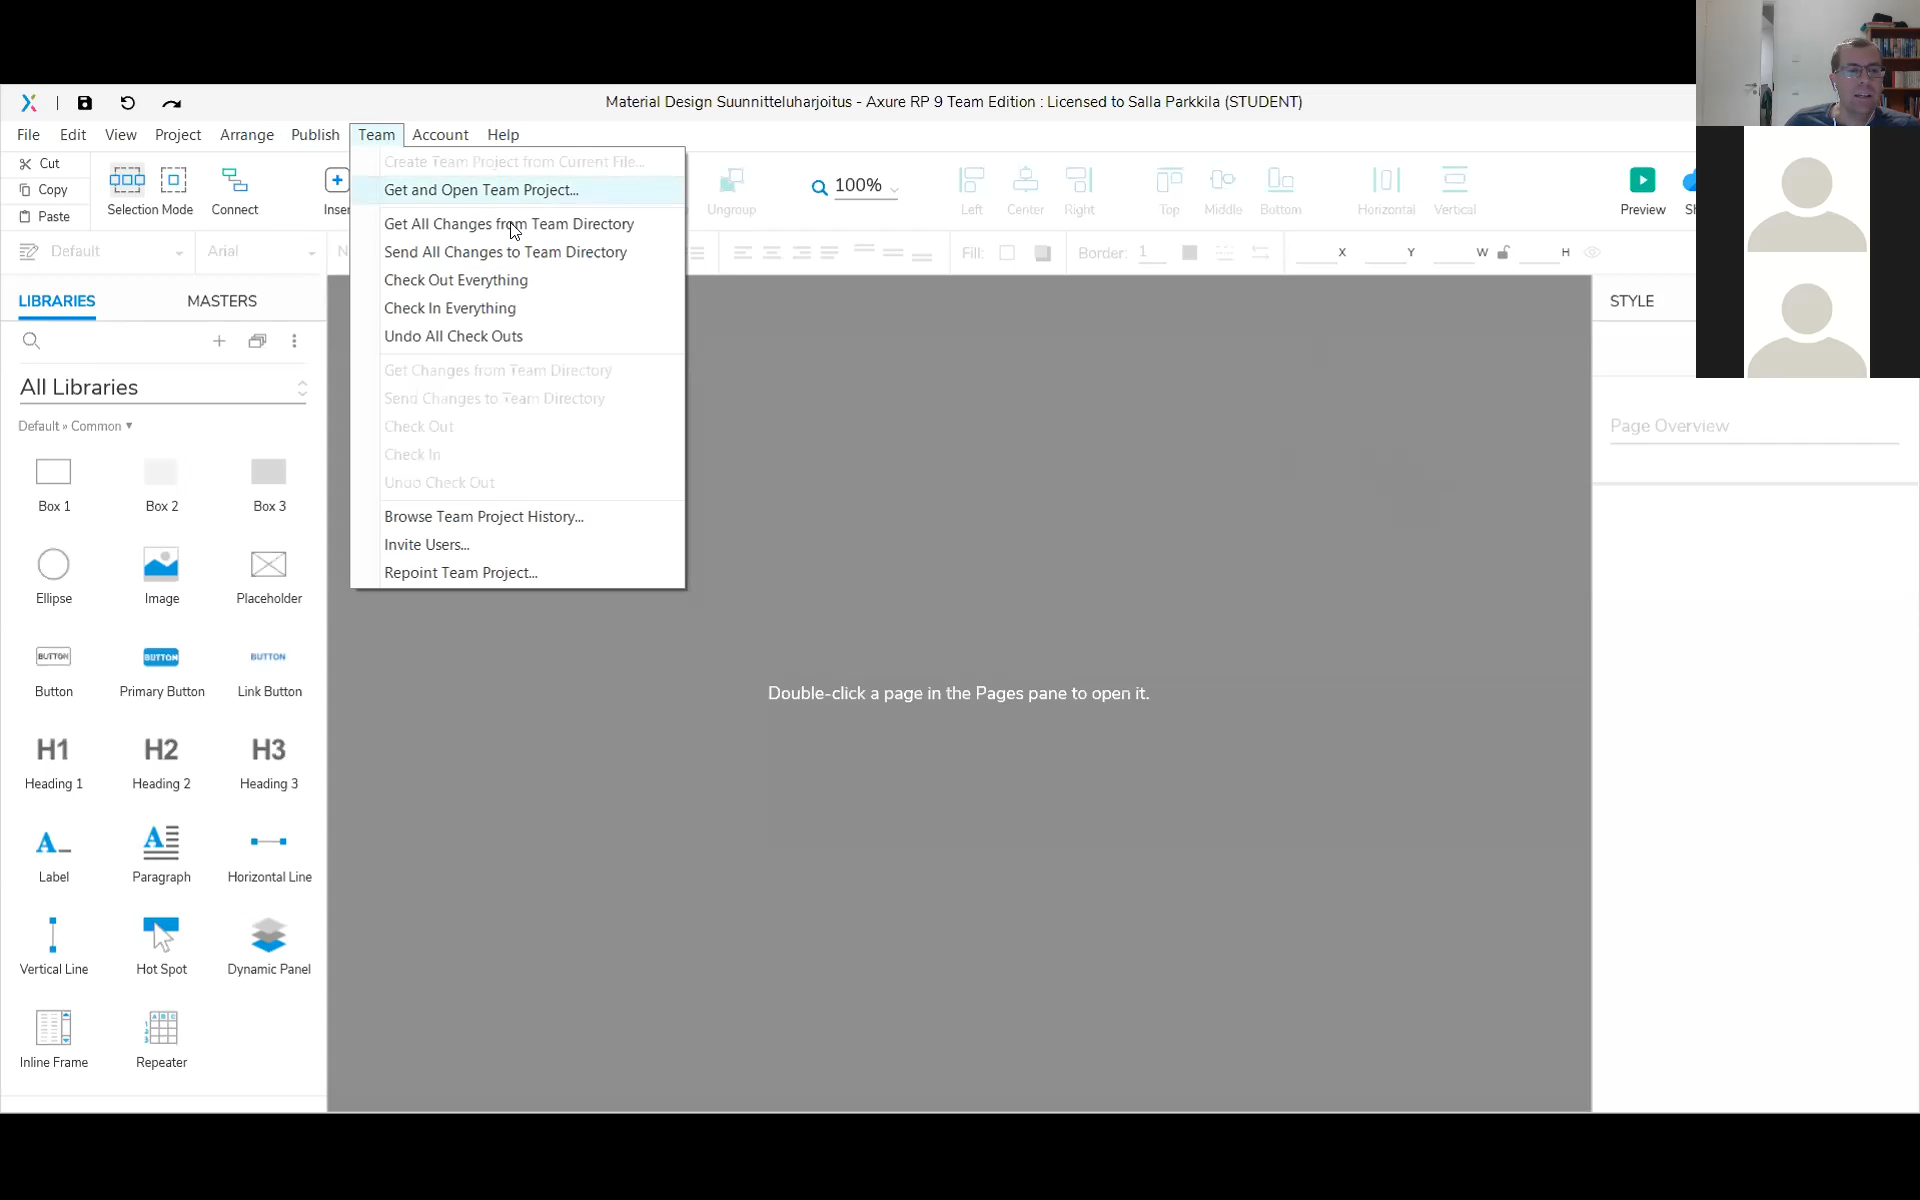 Material Design Suunnitteluharjoitus - Axure RP 9 Team Edition : Licensed to Salla Parkkila (STUDENT)
File Edit View Project Arrange Publish Team Account Help
Cut
Copy
Paste
Selection Mode
Connect
Inser
Ungroup
100%
Left
Center
Right
Top
Middle
Bottom
Horizontal
Vertical
Preview
Sh
Default
Arial
N
Fill:
Border: 1
X
Y
W
H
Create Team Project from Current File...
Get and Open Team Project...
Get All Changes from Team Directory
Send All Changes to Team Directory
Check Out Everything
Check In Everything
Undo All Check Outs
Get Changes from Team Directory
Send Changes to Team Directory
Check Out
Check In
Undo Check Out
Browse Team Project History...
Invite Users...
Repoint Team Project...
LIBRARIES MASTERS
All Libraries
Default » Common
Box 1 Box 2 Box 3
Ellipse Image Placeholder
BUTTON BUTTON BUTTON
Button Primary Button Link Button
H1 H2 H3
Heading 1 Heading 2 Heading 3
A A
Label Paragraph Horizontal Line
Vertical Line Hot Spot Dynamic Panel
Inline Frame Repeater
Double-click a page in the Pages pane to open it.
STYLE
Page Overview